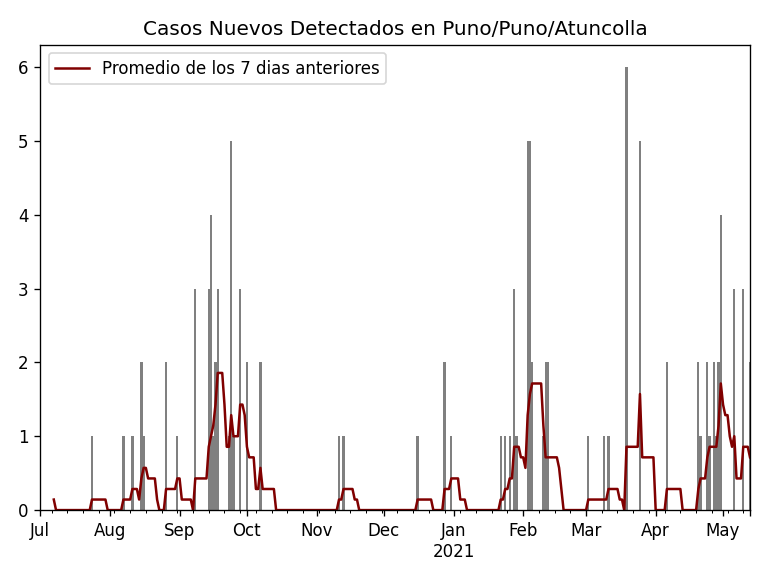 Casos Nuevos Detectados en Puno/Puno/Atuncolla
Promedio de los 7 dias anteriores
6
5
4
3
2
1
0
Jul Aug Sep Oct Nov Dec Jan Feb Mar Apr May
2021